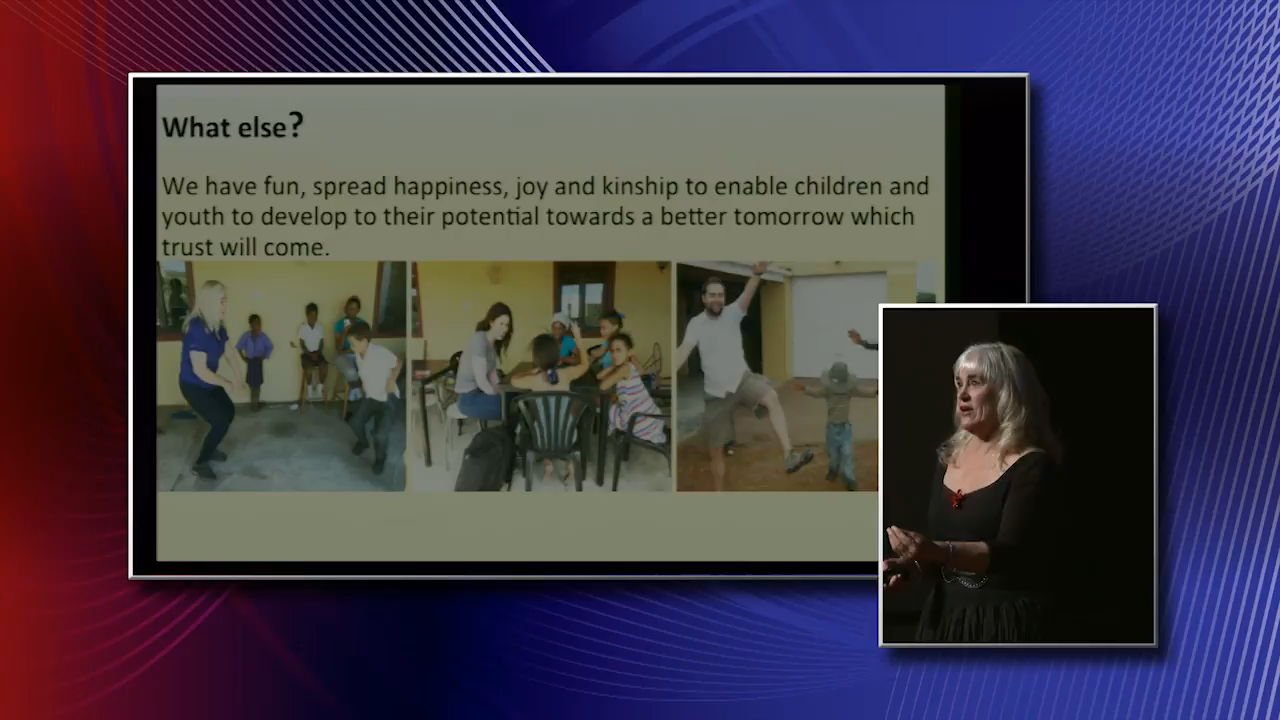 What else?
We have fun, spread happiness, joy and kinship to enable children and
youth to develop to their potential towards a better tomorrow which
trust will come.